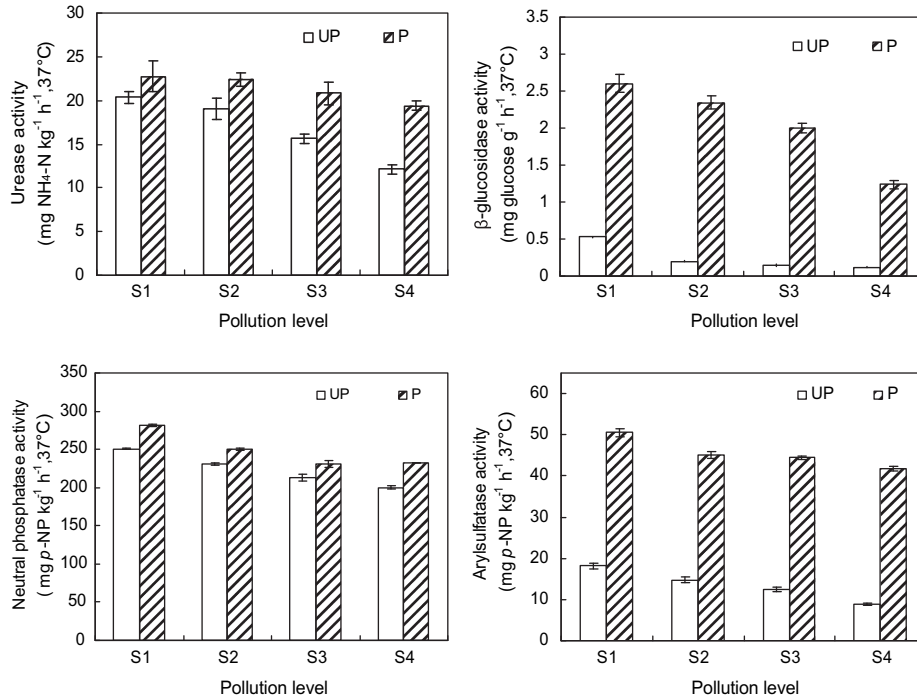 Urease activity
(mg NH₄-N kg⁻¹ h⁻¹,37°C)
30
25
20
15
10
5
0
UP P
S1 S2 S3 S4
Pollution level
β-glucosidase activity
(mg glucose g⁻¹ h⁻¹,37°C)
3.5
3
2.5
2
1.5
1
0.5
0
UP P
S1 S2 S3 S4
Pollution level
Neutral phosphatase activity
( mg p-NP kg⁻¹ h⁻¹,37°C)
350
300
250
200
150
100
50
0
UP P
S1 S2 S3 S4
Pollution level
Arylsulfatase activity
(mg p-NP kg⁻¹ h⁻¹,37°C)
60
50
40
30
20
10
0
UP P
S1 S2 S3 S4
Pollution level